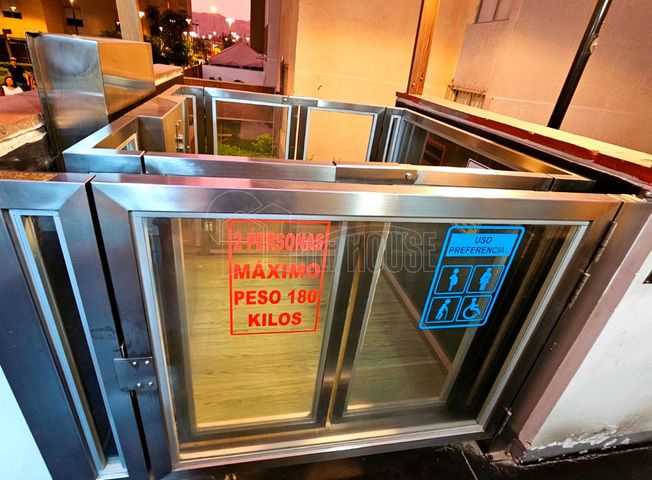 2 PERSONAS
MÁXIMO
PESO 180
KILOS
USO
PREFERENCIA
HOUSE